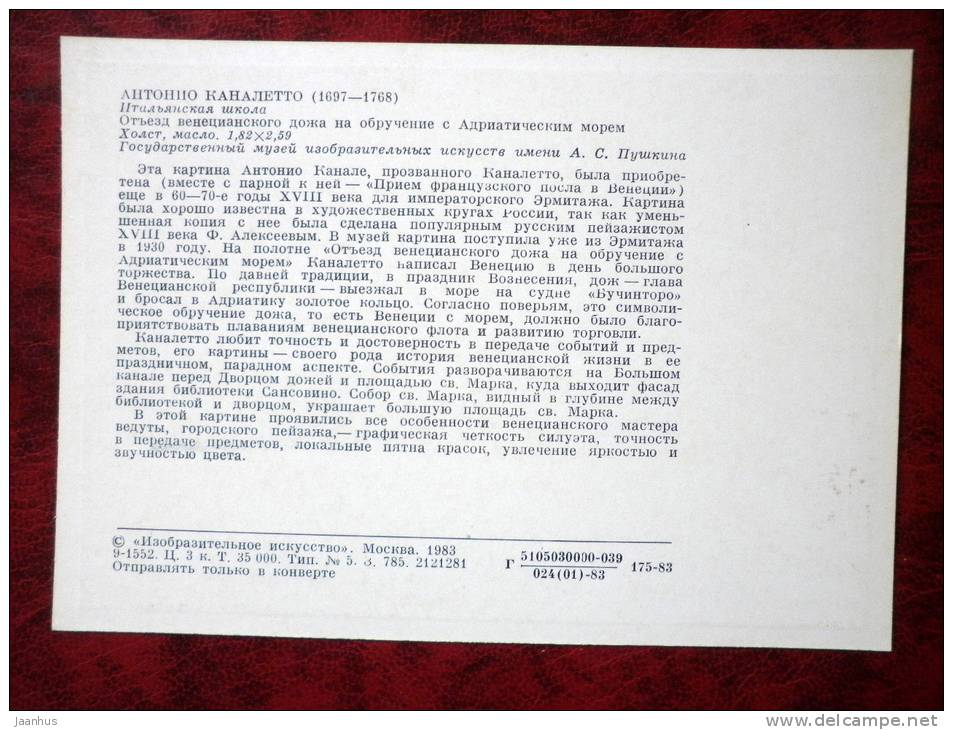 АНТОНИО КАНАЛЕТТО (1697—1768)
Итальянская школа
Отъезд венецианского дожа на обручение с Адриатическим морем
Холст, масло. 1,82×2,59
Государственный музей изобразительных искусств имени А. С. Пушкина
Эта картина Антонио Канале, прозванного Каналетто, была приобре-
тена (вместе с парной к ней — «Прием французского посла в Венеции»)
еще в 60—70-е годы XVIII века для императорского Эрмитажа. Картина
была хорошо известна в художественных кругах России, так как умень-
шенная копия с нее была сделана популярным русским пейзажистом
XVIII века Ф. Алексеевым. В музей картина поступила уже из Эрмитажа
в 1930 году. На полотне «Отъезд венецианского дожа на обручение с
Адриатическим морем» Каналетто написал Венецию в день большого
торжества. По давней традиции, в праздник Вознесения, дож — глава
Венецианской республики — выезжал в море на судне «Бучинторо»
и бросал в Адриатику золотое кольцо. Согласно поверьям, это символи-
ческое обручение дожа, то есть Венеции с морем, должно было благо-
приятствовать плаваниям венецианского флота и развитию торговли.
Каналетто любит точность и достоверность в передаче событий и пред-
метов, его картины — своего рода история венецианской жизни в ее
праздничном, парадном аспекте. События разворачиваются на Большом
канале перед Дворцом дожей и площадью св. Марка, куда выходит фасад
здания библиотеки Сансовино. Собор св. Марка, видный в глубине между
библиотекой и дворцом, украшает большую площадь св. Марка.
В этой картине проявились все особенности венецианского мастера
ведуты, городского пейзажа,— графическая четкость силуэта, точность
в передаче предметов, локальные пятна красок, увлечение яркостью и
звучностью цвета.
© «Изобразительное искусство». Москва. 1983
9-1552. Ц. 3 к. Т. 35 000. Тип. № 5. З. 785. 2121281
Отправлять только в конверте
Г 5105030000-039 175-83
024(01)-83
jaanhus
www.delcampe.net